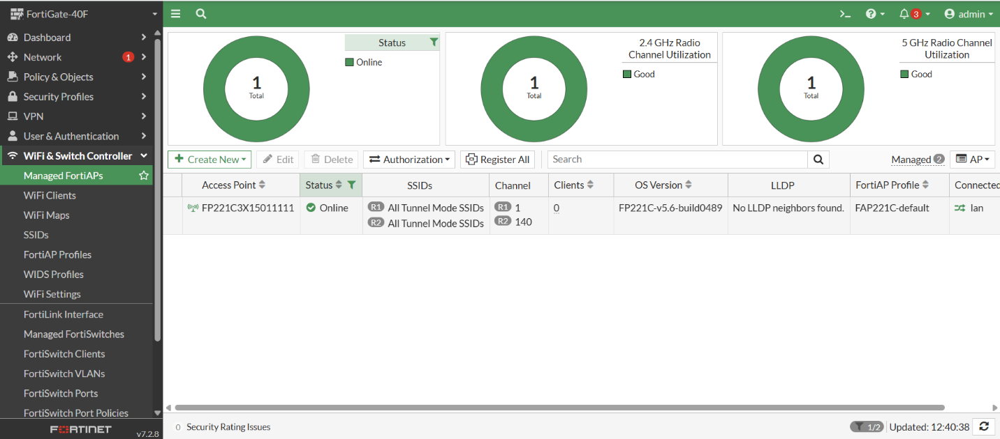 FortiGate-40F
admin
3
Dashboard
Network 1
Policy & Objects
Security Profiles
VPN
User & Authentication
WiFi & Switch Controller
Managed FortiAPs
WiFi Clients
WiFi Maps
SSIDs
FortiAP Profiles
WIDS Profiles
WiFi Settings
FortiLink Interface
Managed FortiSwitches
FortiSwitch Clients
FortiSwitch VLANs
FortiSwitch Ports
FortiSwitch Port Policies
FORTINET v7.2.8
1
Total
Status
Online
1
Total
2.4 GHz Radio
Channel Utilization
Good
1
Total
5 GHz Radio Channel
Utilization
Good
+ Create New Edit Delete Authorization Register All Search Managed 2 AP
Access Point Status SSIDs Channel Clients OS Version LLDP FortiAP Profile Connected
FP221C3X15011111 Online R1 All Tunnel Mode SSIDs R1 1 0 FP221C-v5.6-build0489 No LLDP neighbors found. FAP221C-default lan
R2 All Tunnel Mode SSIDs R2 140
0 Security Rating Issues 1/2 Updated: 12:40:38